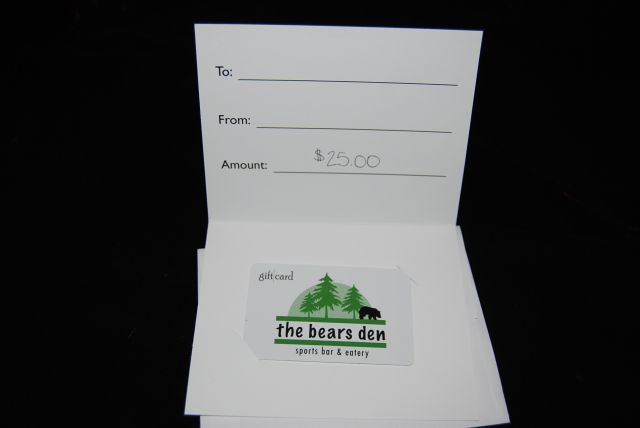 To:
From:
Amount: $25.00
gift card
the bears den
sports bar & eatery